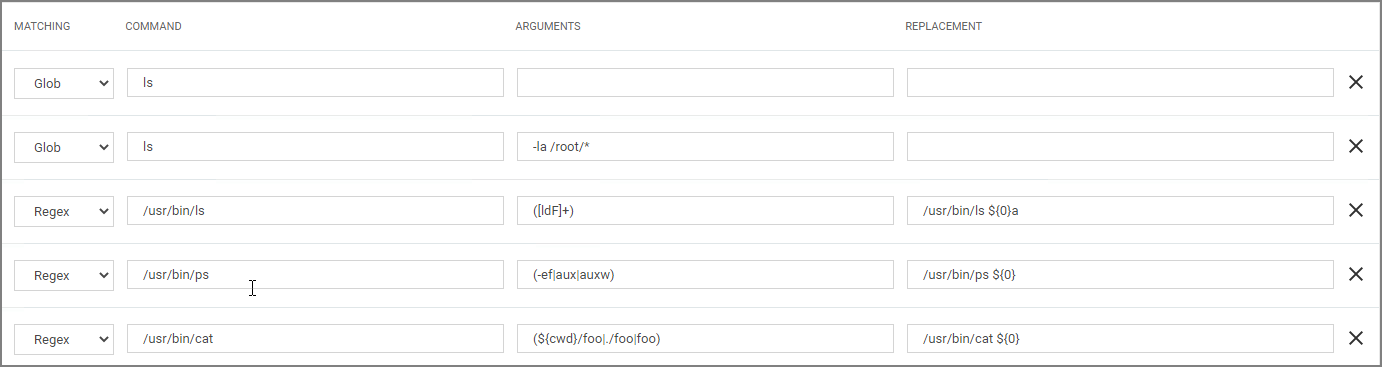 MATCHING COMMAND ARGUMENTS REPLACEMENT
Glob ls
Glob ls -la /root/*
Regex /usr/bin/ls ([ldF]+) /usr/bin/ls ${0}a
Regex /usr/bin/ps (-ef|aux|auxw) /usr/bin/ps ${0}
Regex /usr/bin/cat (${cwd}/foo|./foo|foo) /usr/bin/cat ${0}